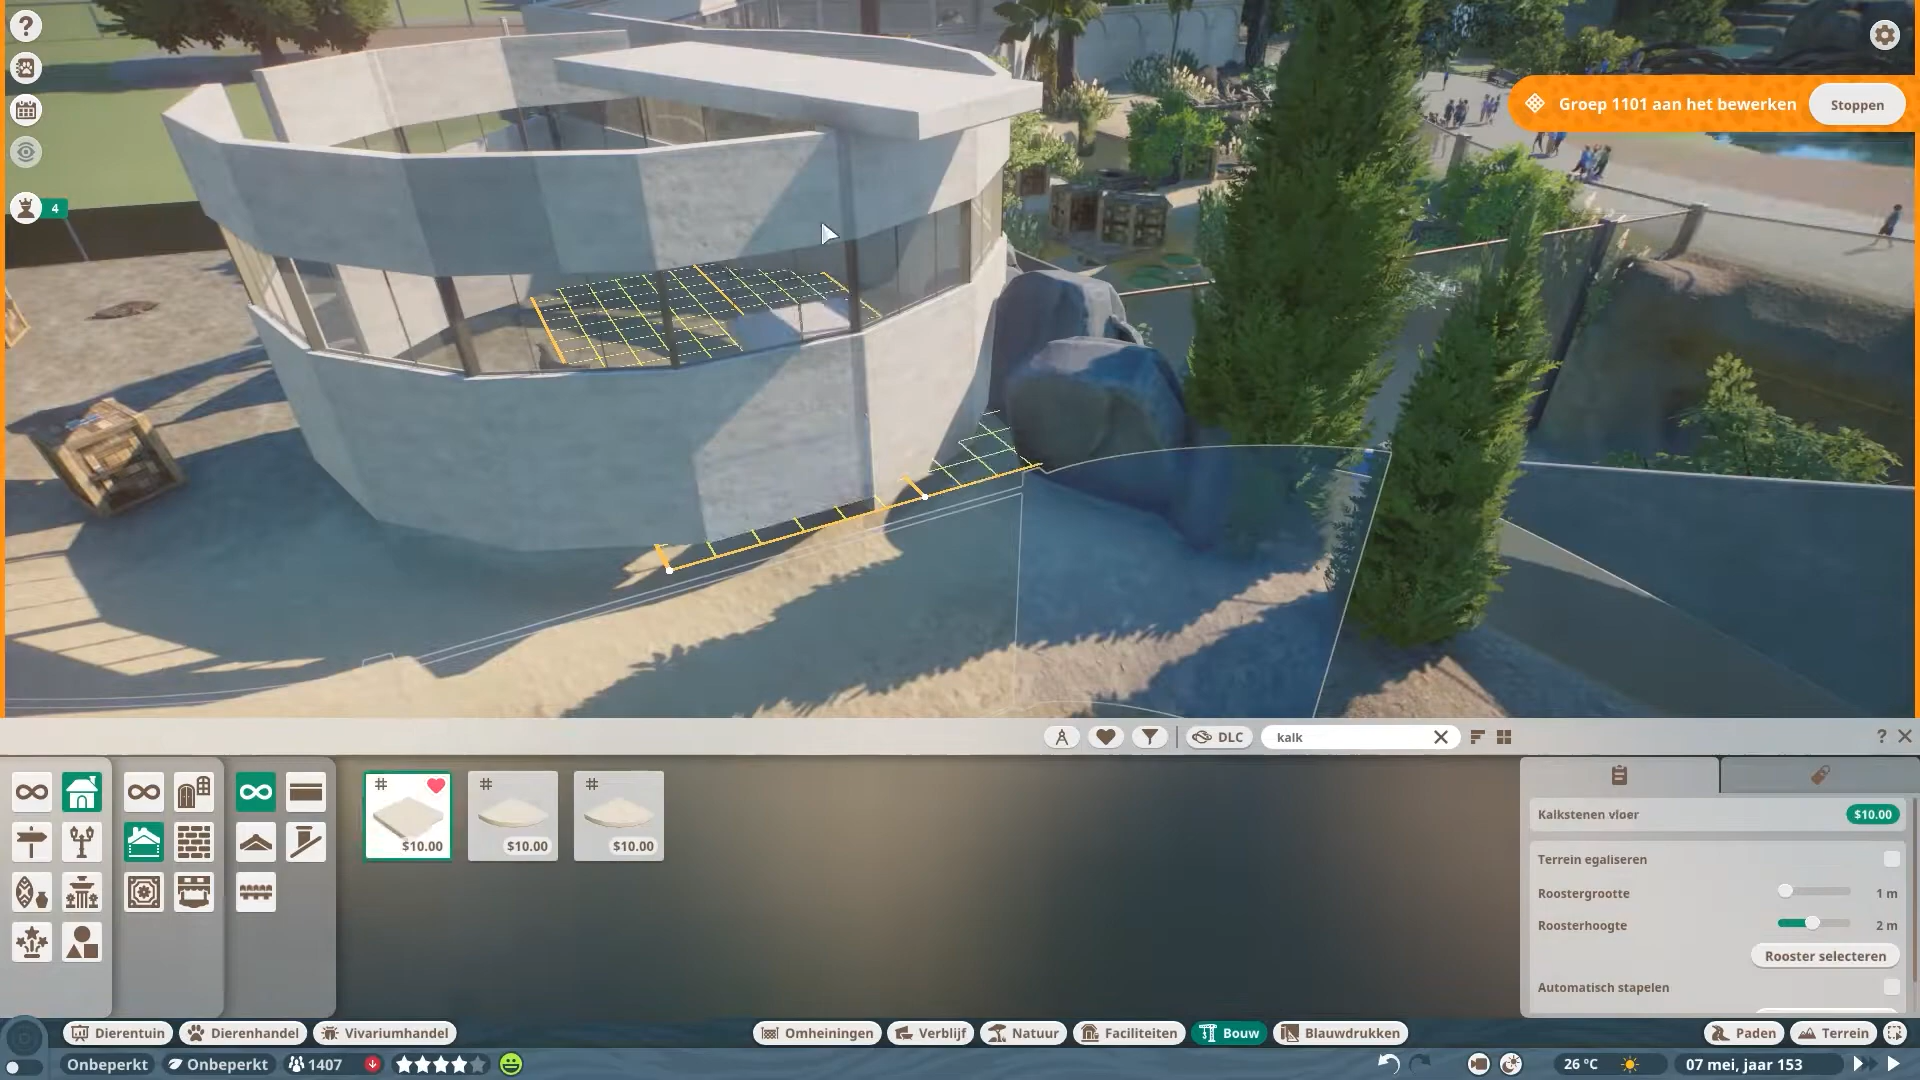 ?
Groep 1101 aan het bewerken
Stoppen
4
DLC
kalk
?
$10.00
$10.00
$10.00
Kalkstenen vloer
$10.00
Terrein egaliseren
Roostergrootte
1 m
Roosterhoogte
2 m
Rooster selecteren
Automatisch stapelen
Dierentuin
Dierenhandel
Vivariumhandel
Omheiningen
Verblijf
Natuur
Faciliteiten
Bouw
Blauwdrukken
Paden
Terrein
Onbeperkt
Onbeperkt
1407
26 °C
07 mei, jaar 153